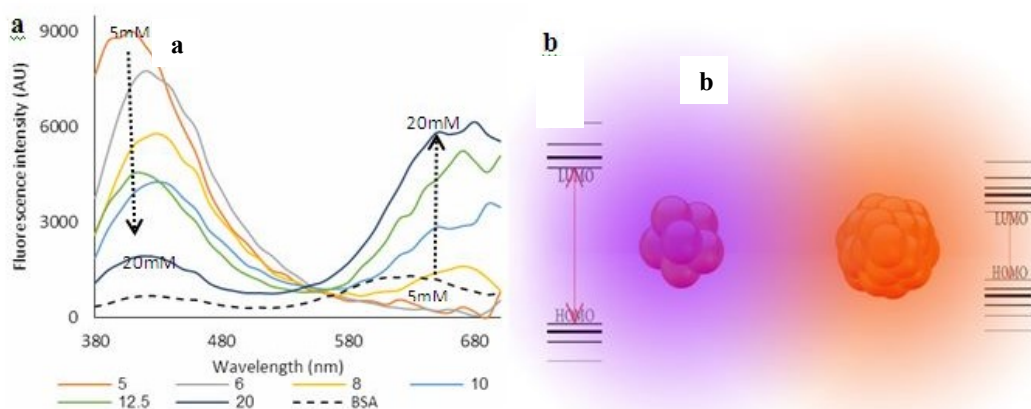 a
a
9000
6000
3000
0
Fluorescence intensity (AU)
5mM
20mM
20mM
5mM
380
480
580
680
Wavelength (nm)
5
6
8
10
12.5
20
BSA
b
b
LUMO
HOMO
LUMO
HOMO